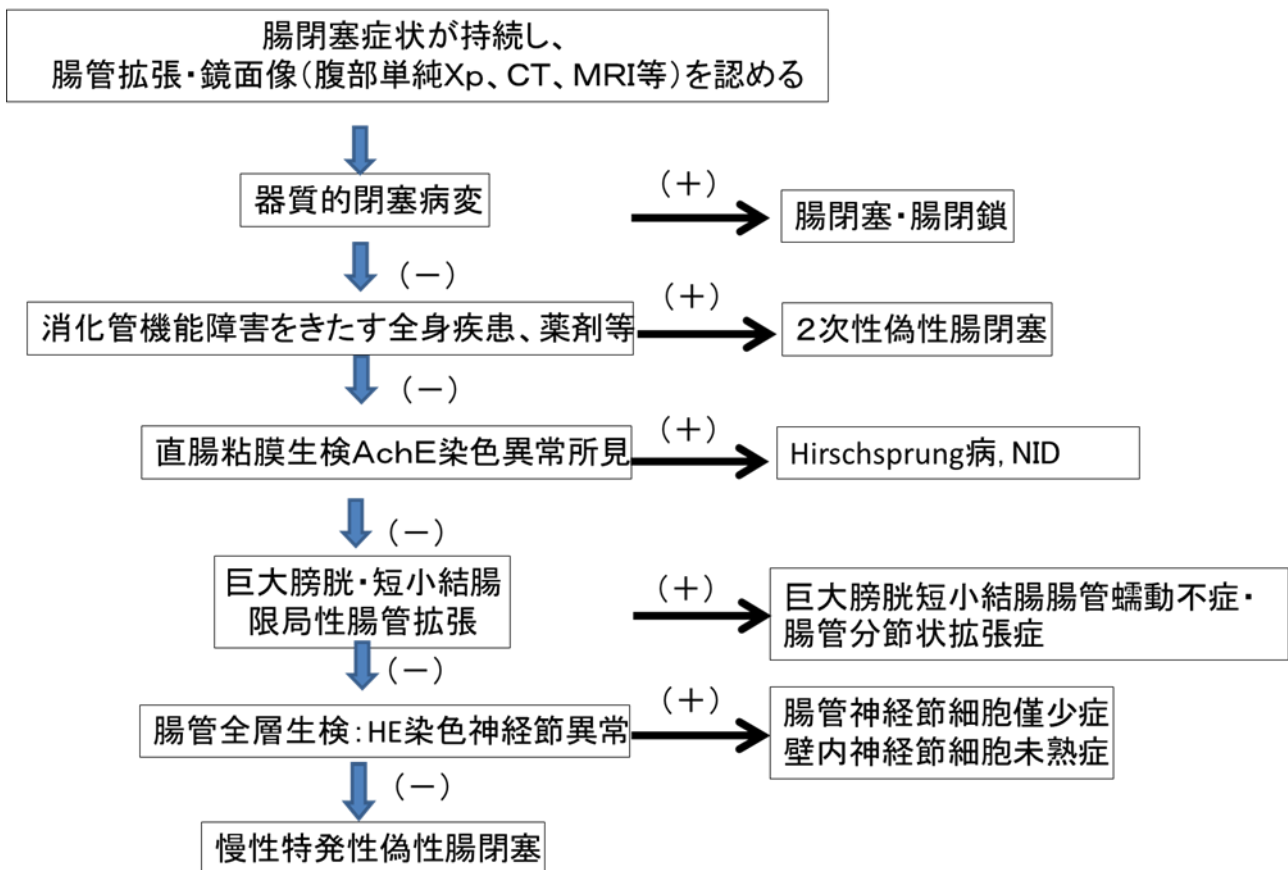 腸閉塞症状が持続し、
腸管拡張・鏡面像(腹部単純Xp、CT、MRI等)を認める
器質的閉塞病変
(＋)
腸閉塞・腸閉鎖
(－)
消化管機能障害をきたす全身疾患、薬剤等
(＋)
２次性偽性腸閉塞
(－)
直腸粘膜生検AchE染色異常所見
(＋)
Hirschsprung病, NID
(－)
巨大膀胱・短小結腸
限局性腸管拡張
(＋)
巨大膀胱短小結腸腸管蠕動不症・
腸管分節状拡張症
(－)
腸管全層生検：HE染色神経節異常
(＋)
腸管神経節細胞僅少症
壁内神経節細胞未熟症
(－)
慢性特発性偽性腸閉塞